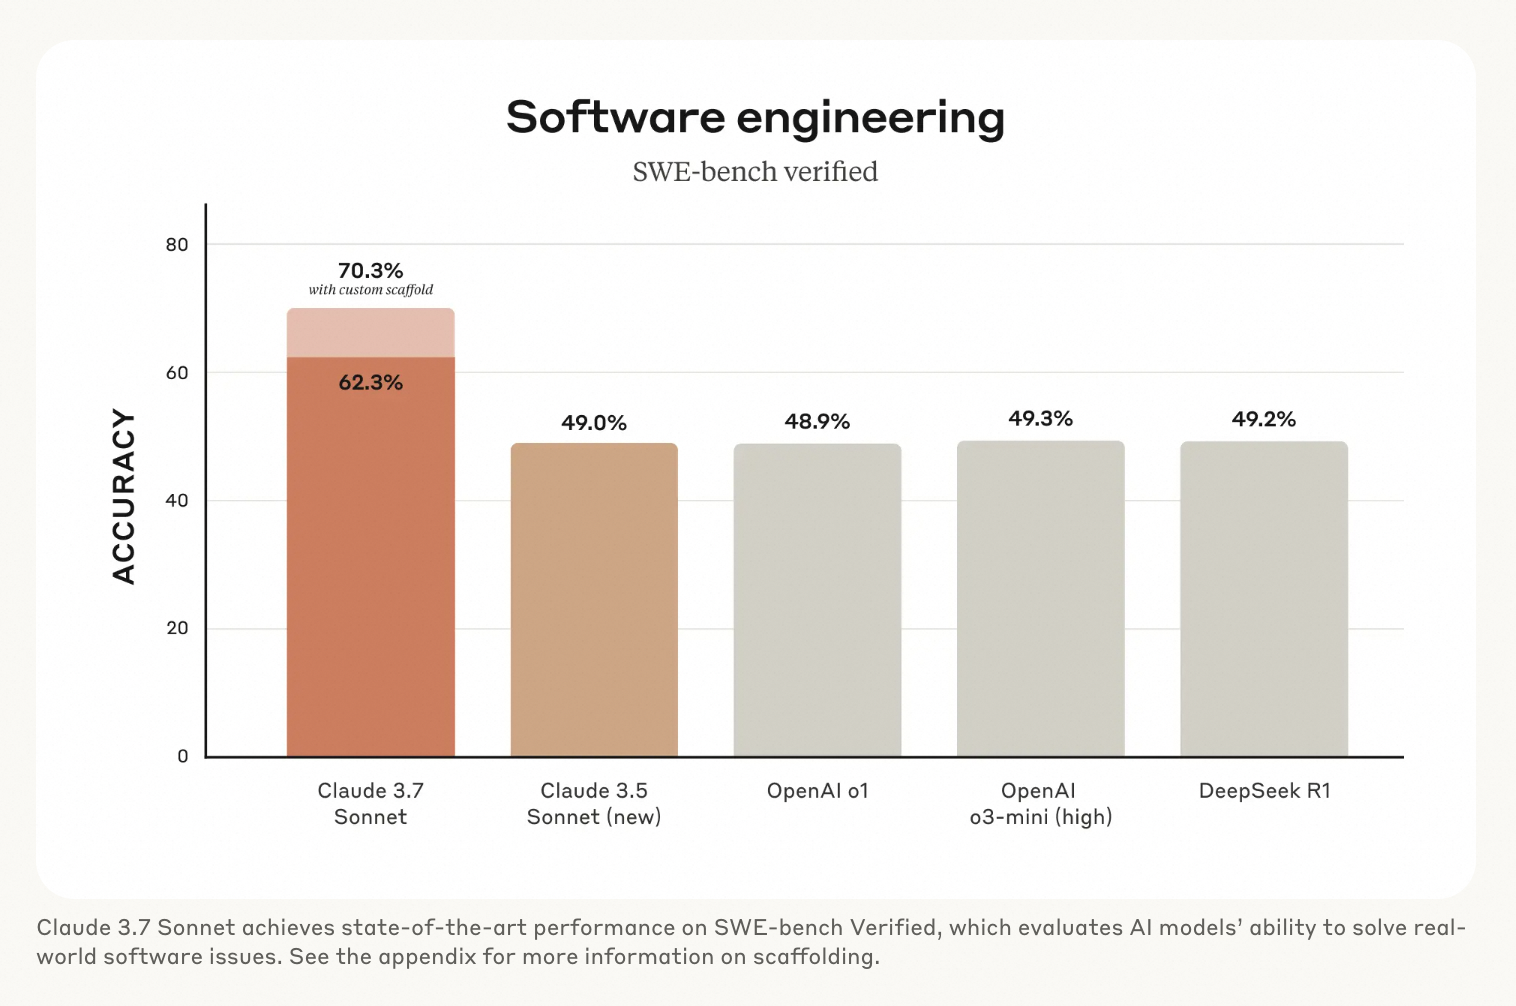 Software engineering
SWE-bench verified
ACCURACY
80
60
40
20
0
70.3%
with custom scaffold
62.3%
49.0%
48.9%
49.3%
49.2%
Claude 3.7
Sonnet
Claude 3.5
Sonnet (new)
OpenAI o1
OpenAI
o3-mini (high)
DeepSeek R1
Claude 3.7 Sonnet achieves state-of-the-art performance on SWE-bench Verified, which evaluates AI models’ ability to solve real-
world software issues. See the appendix for more information on scaffolding.